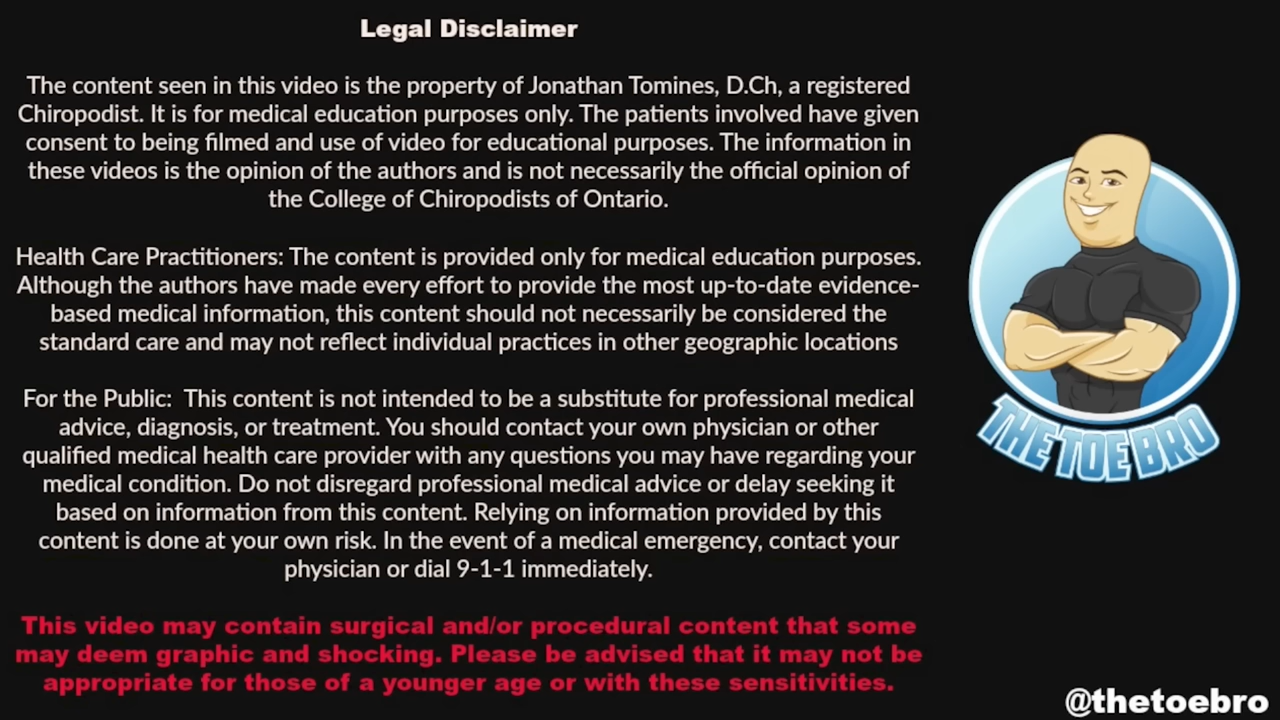 Legal Disclaimer
The content seen in this video is the property of Jonathan Tomines, D.Ch, a registered
Chiropodist. It is for medical education purposes only. The patients involved have given
consent to being filmed and use of video for educational purposes. The information in
these videos is the opinion of the authors and is not necessarily the official opinion of
the College of Chiropodists of Ontario.
Health Care Practitioners: The content is provided only for medical education purposes.
Although the authors have made every effort to provide the most up-to-date evidence-
based medical information, this content should not necessarily be considered the
standard care and may not reflect individual practices in other geographic locations
For the Public:  This content is not intended to be a substitute for professional medical
advice, diagnosis, or treatment. You should contact your own physician or other
qualified medical health care provider with any questions you may have regarding your
medical condition. Do not disregard professional medical advice or delay seeking it
based on information from this content. Relying on information provided by this
content is done at your own risk. In the event of a medical emergency, contact your
physician or dial 9-1-1 immediately.
This video may contain surgical and/or procedural content that some
may deem graphic and shocking. Please be advised that it may not be
appropriate for those of a younger age or with these sensitivities.
THE TOE BRO
@thetoebro